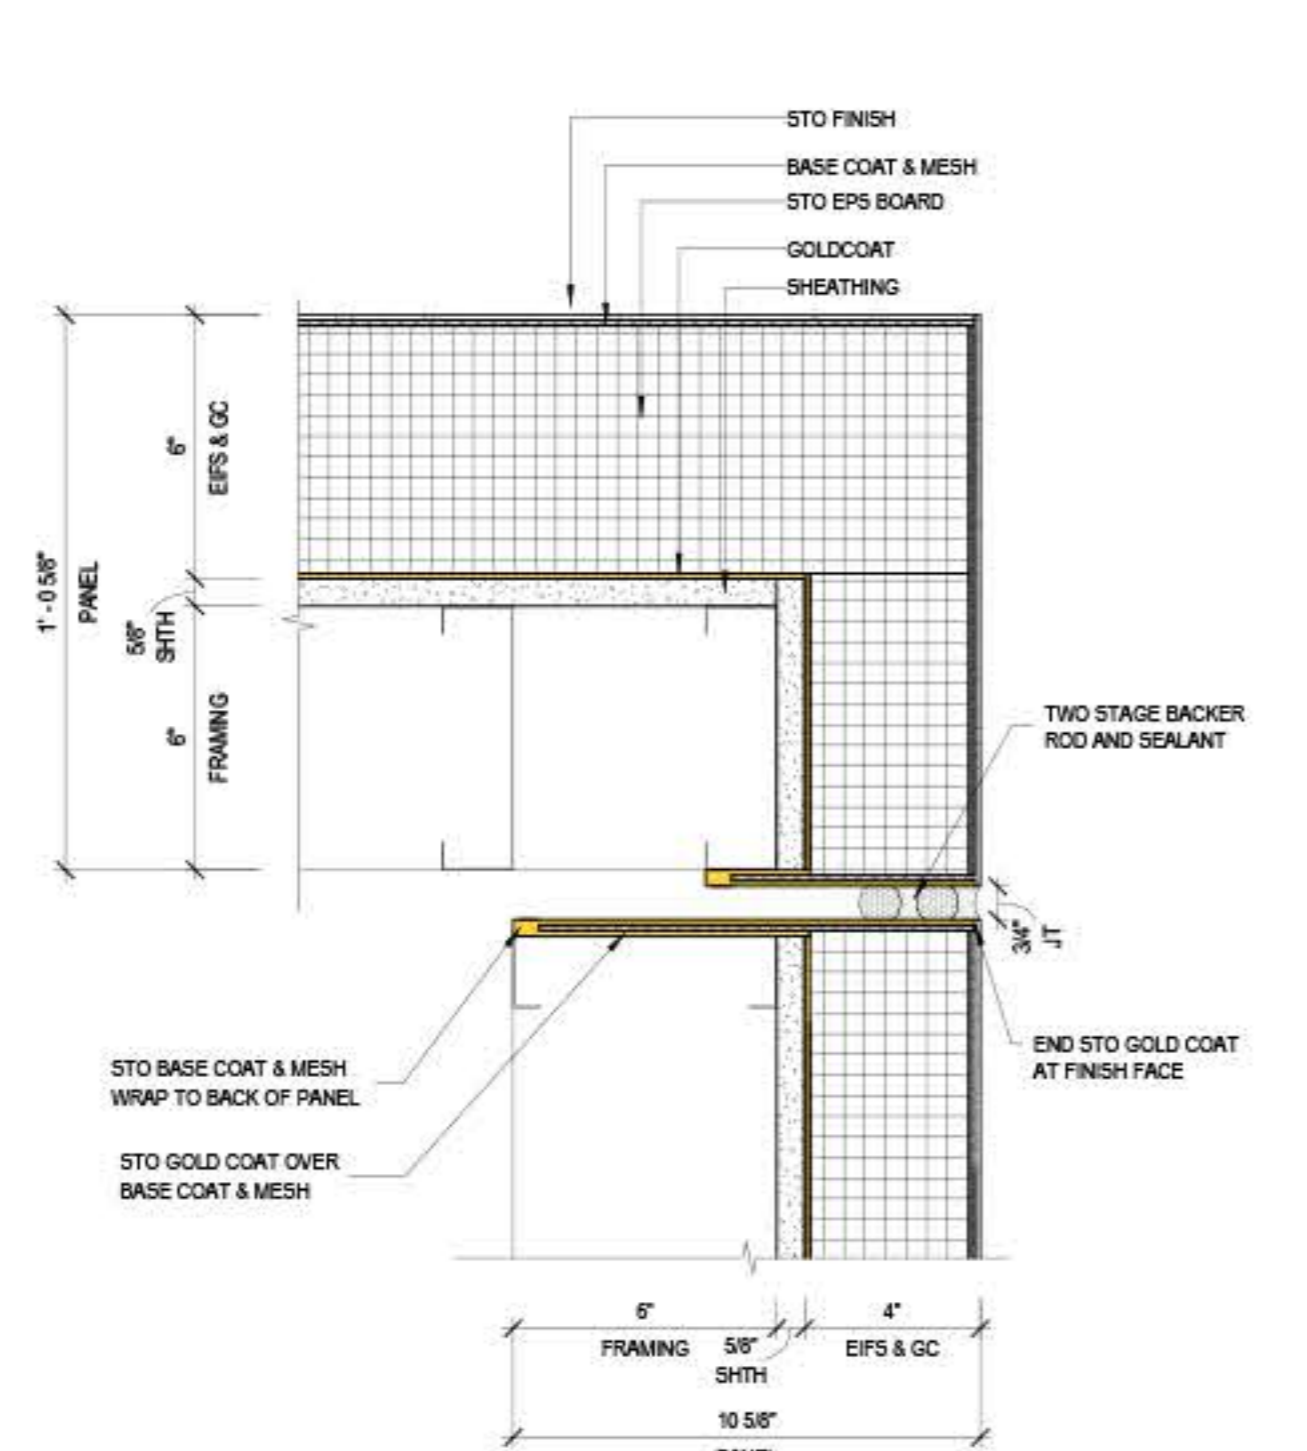 STO FINISH
BASE COAT & MESH
STO EPS BOARD
GOLDCOAT
SHEATHING
1' - 0 5/8"
PANEL
6"
EIFS & GC
5/8"
SHTH
6"
FRAMING
TWO STAGE BACKER
ROD AND SEALANT
3/4"
JT
END STO GOLD COAT
AT FINISH FACE
STO BASE COAT & MESH
WRAP TO BACK OF PANEL
STO GOLD COAT OVER
BASE COAT & MESH
6"
FRAMING
5/8"
SHTH
4"
EIFS & GC
10 5/8"